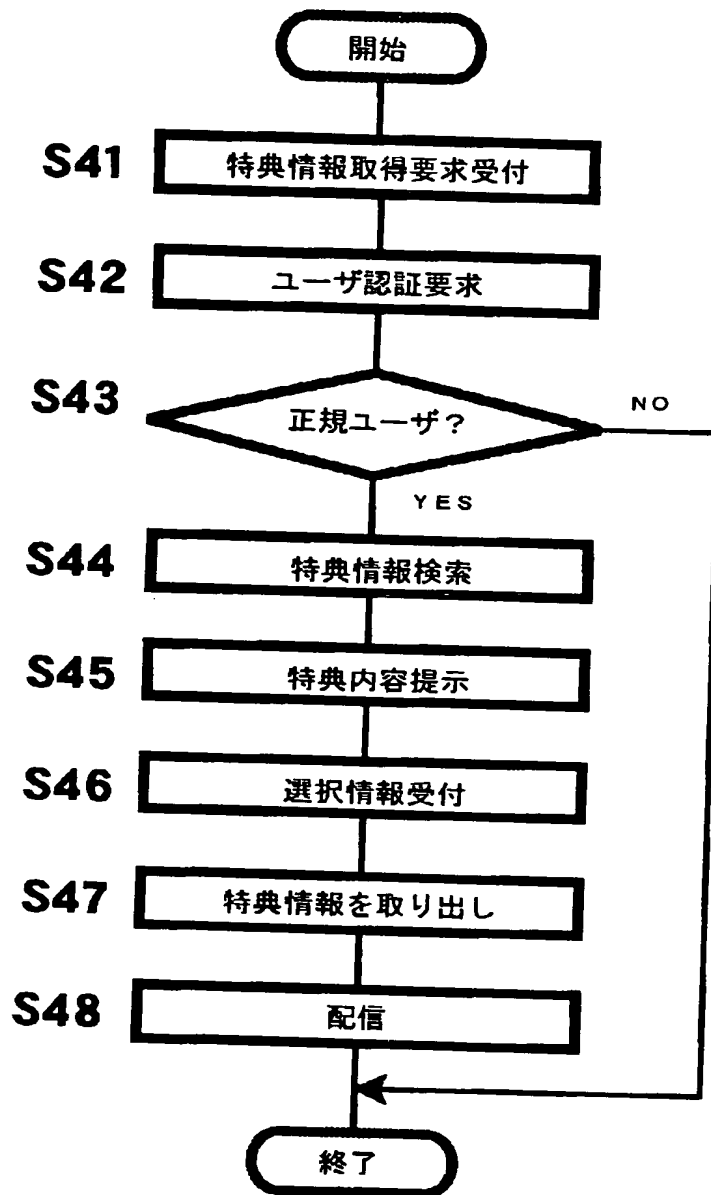 開始
S41 特典情報取得要求受付
S42 ユーザ認証要求
S43 正規ユーザ？ NO
YES
S44 特典情報検索
S45 特典内容提示
S46 選択情報受付
S47 特典情報を取り出し
S48 配信
終了